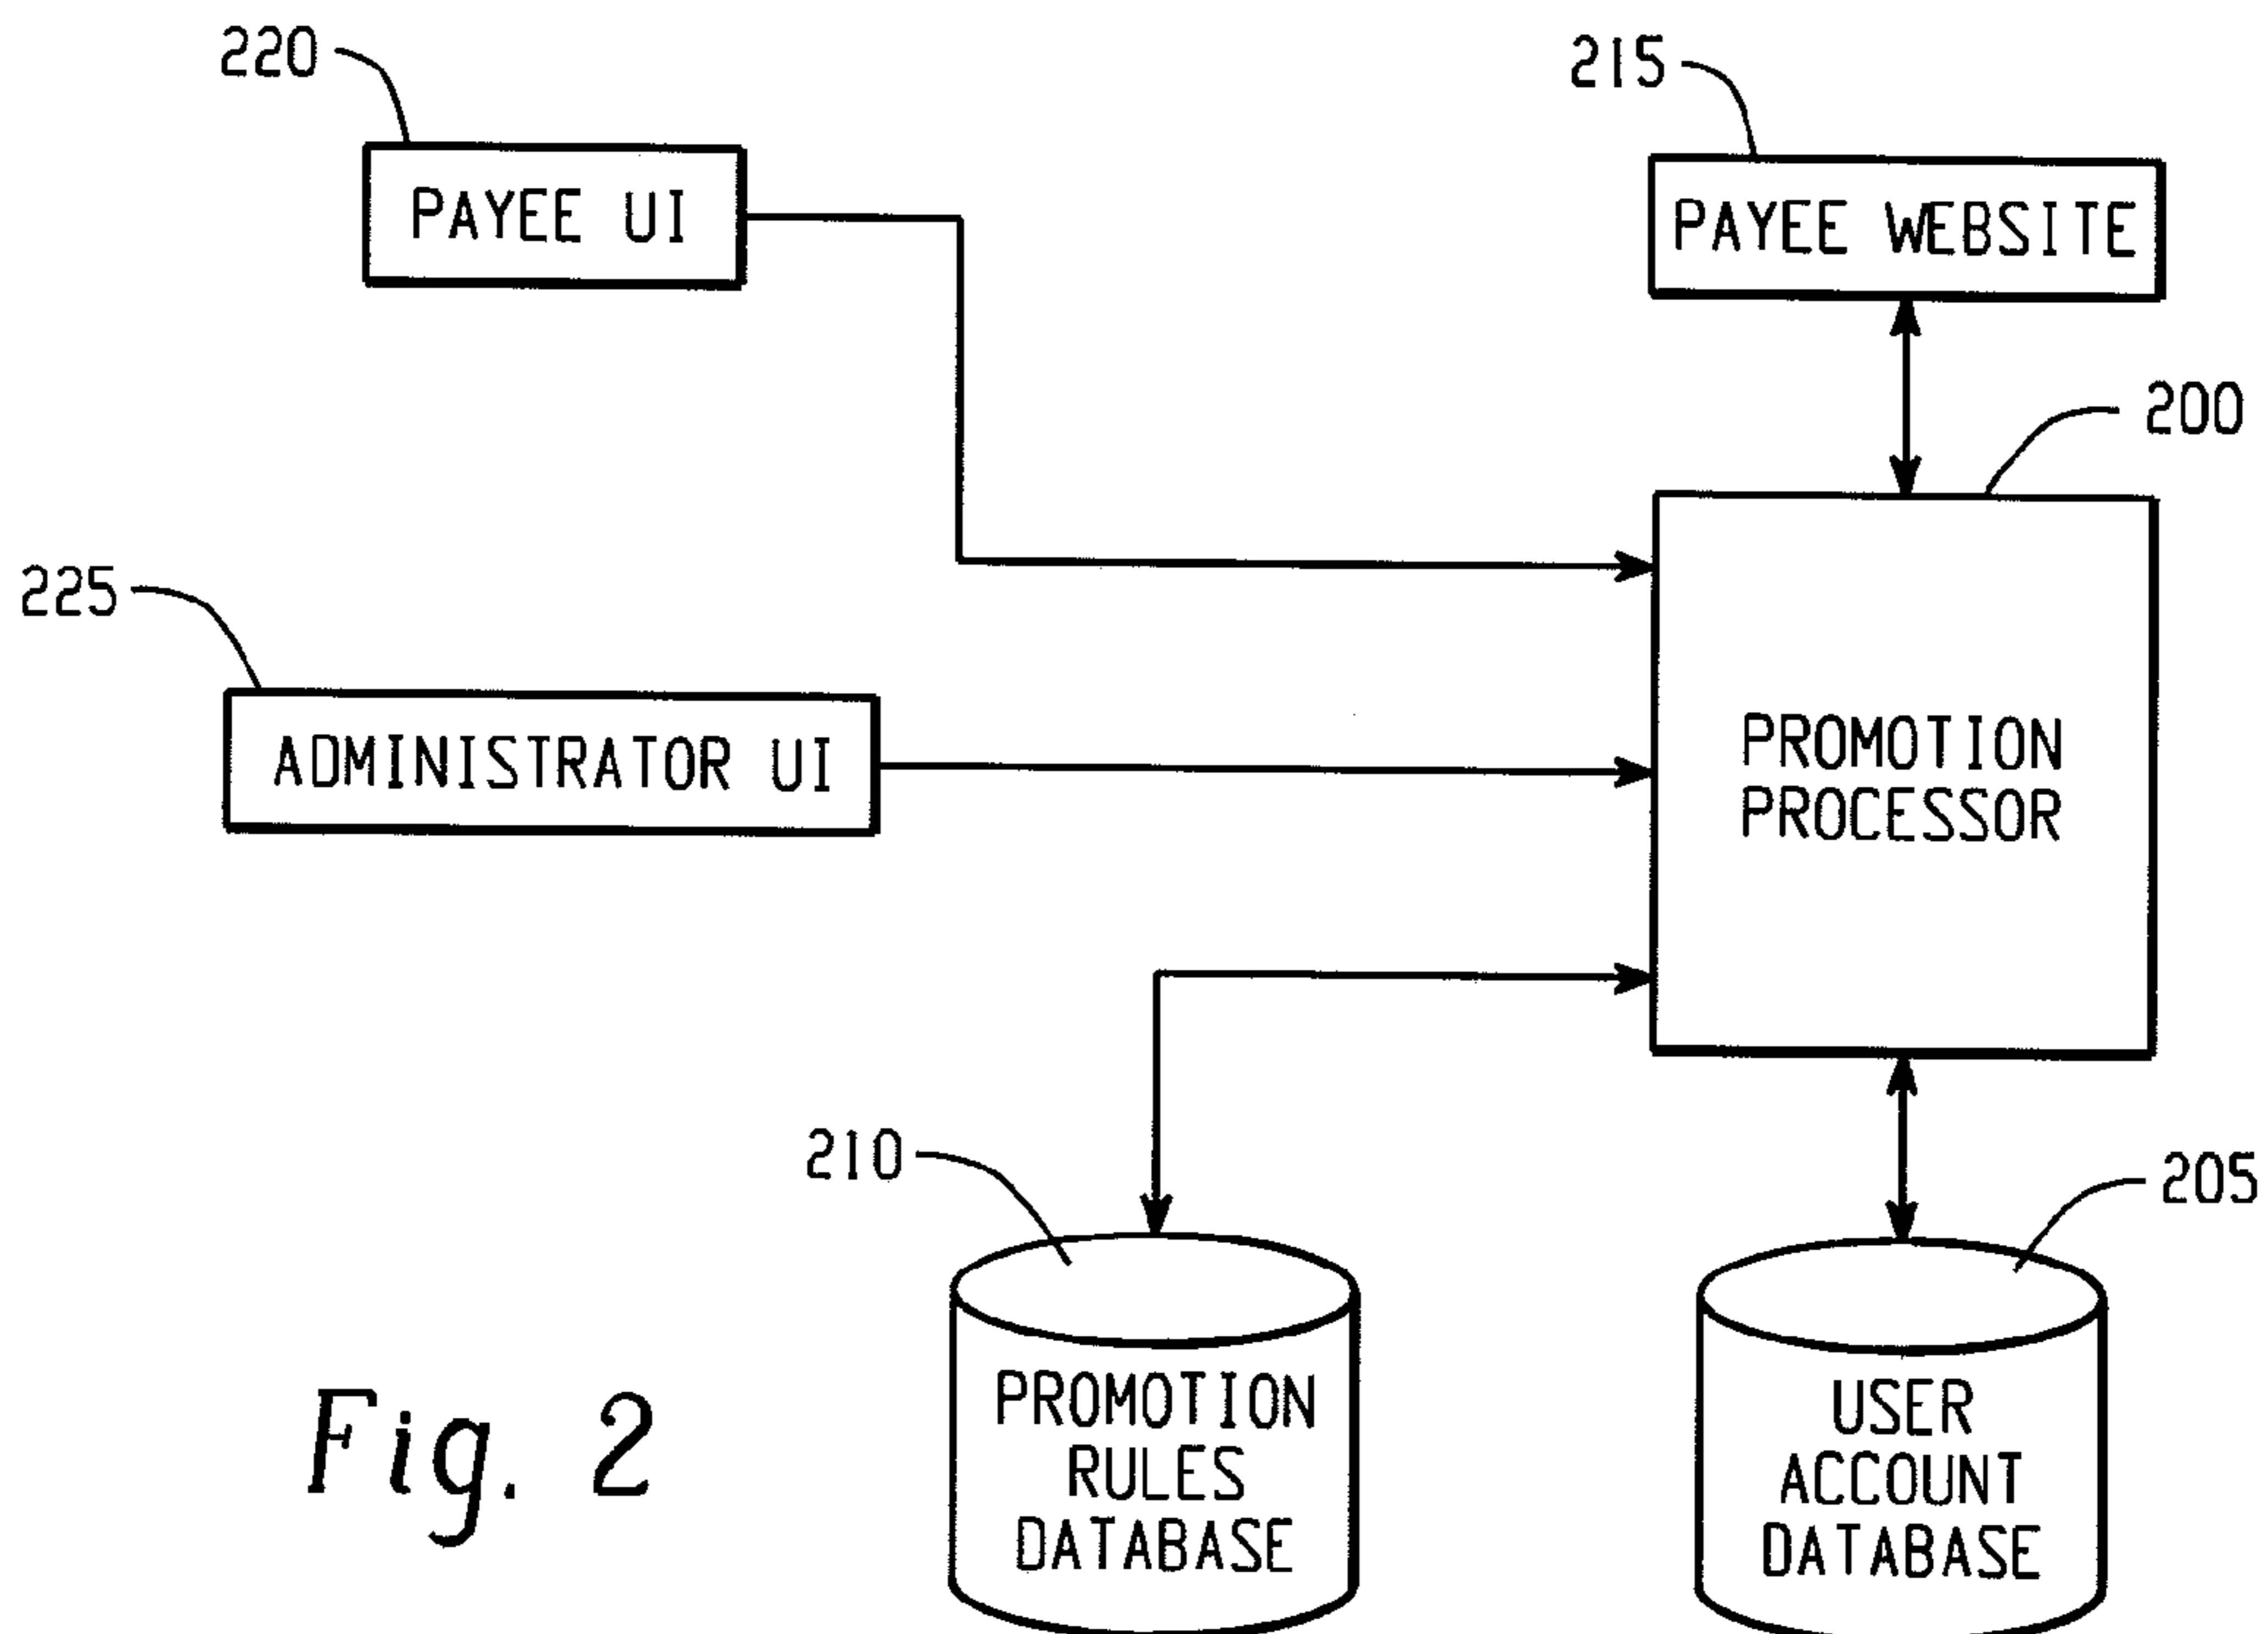 220
215
PAYEE UI
PAYEE WEBSITE
200
225
ADMINISTRATOR UI
PROMOTION
PROCESSOR
210
205
PROMOTION
RULES
DATABASE
USER
ACCOUNT
DATABASE
Fig. 2